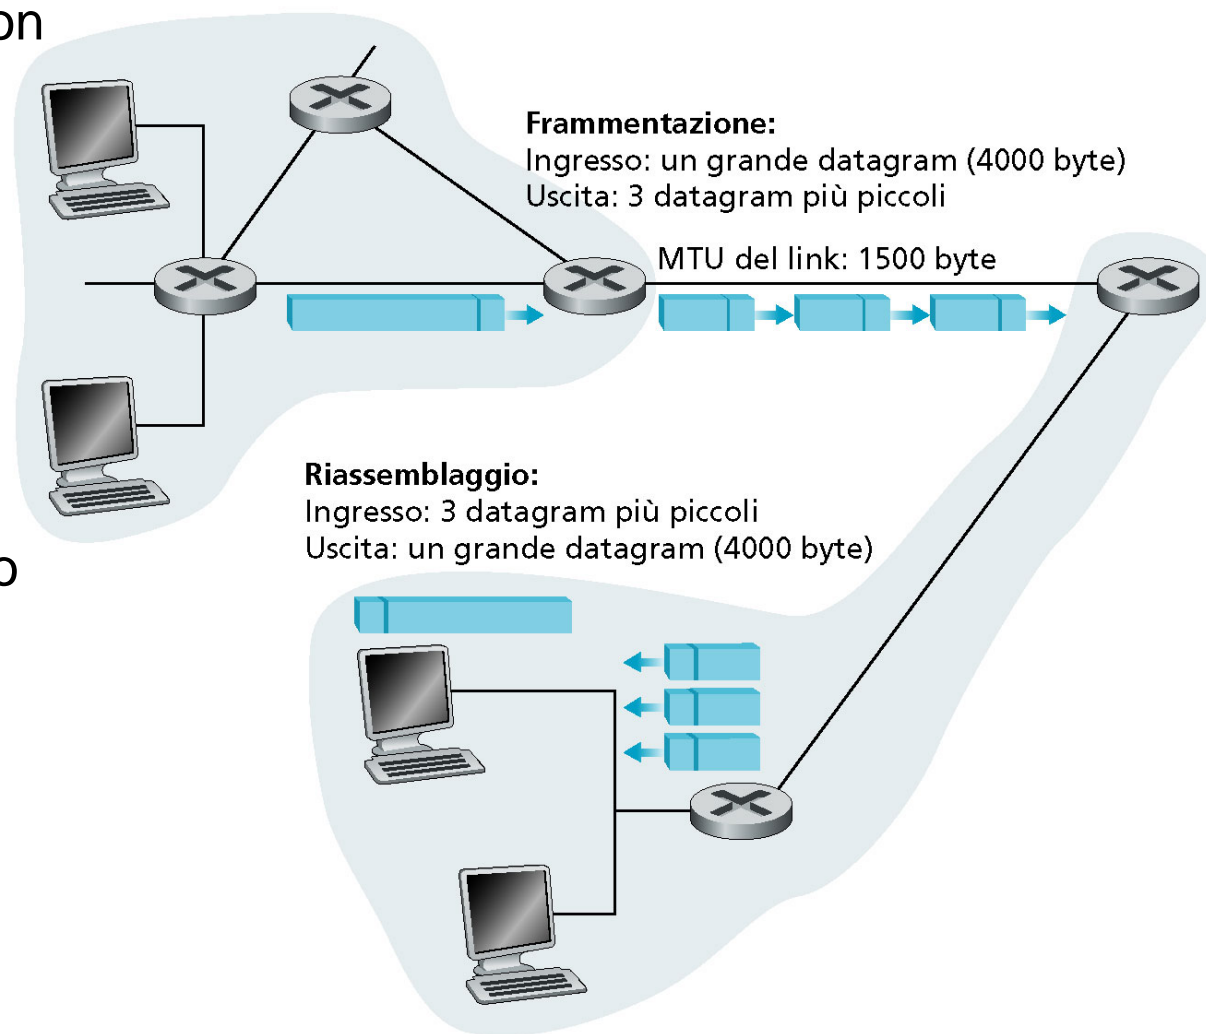 on
Frammentazione:
Ingresso: un grande datagram (4000 byte)
Uscita: 3 datagram più piccoli
MTU del link: 1500 byte
Riassemblaggio:
Ingresso: 3 datagram più piccoli
Uscita: un grande datagram (4000 byte)
o